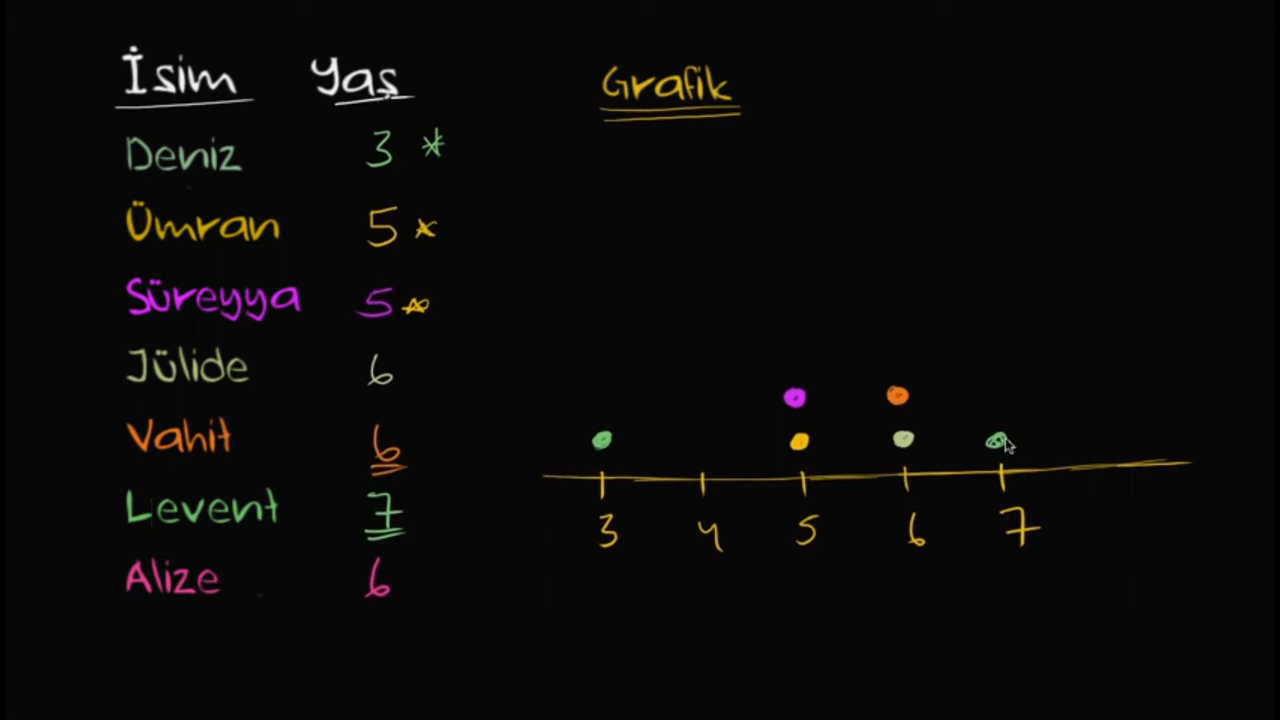 İsim Yaş
Grafik
Deniz 3 *
Ümran 5 *
Süreyya 5 *
Jülide 6
Vahit 6
Levent 7
Alize 6
3 4 5 6 7